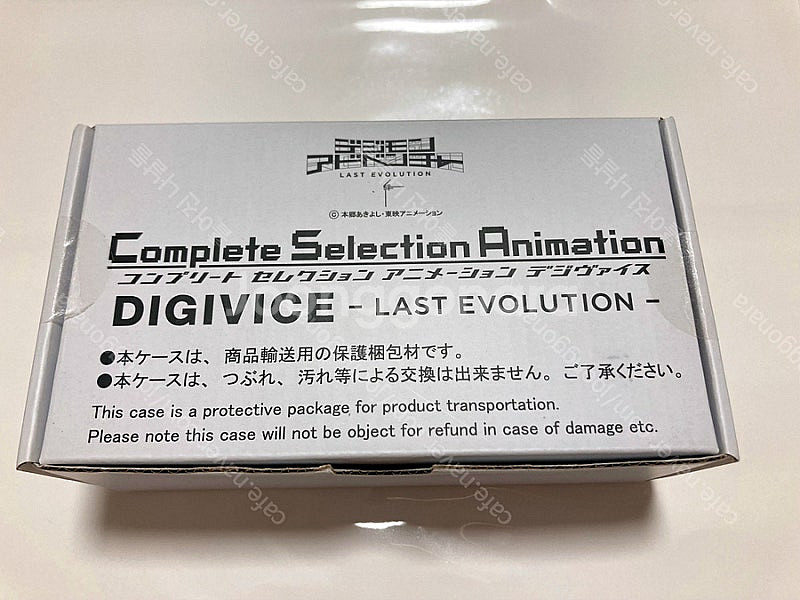 デジモン
アドベンチャー
LAST EVOLUTION
絆
© 本郷あきよし・東映アニメーション
Complete Selection Animation
コンプリート セレクション アニメーション デジヴァイス
DIGIVICE – LAST EVOLUTION –
●本ケースは、商品輸送用の保護梱包材です。
●本ケースは、つぶれ、汚れ等による交換は出来ません。ご了承ください。
This case is a protective package for product transportation.
Please note this case will not be object for refund in case of damage etc.
cafe.naver.com/joonggonara